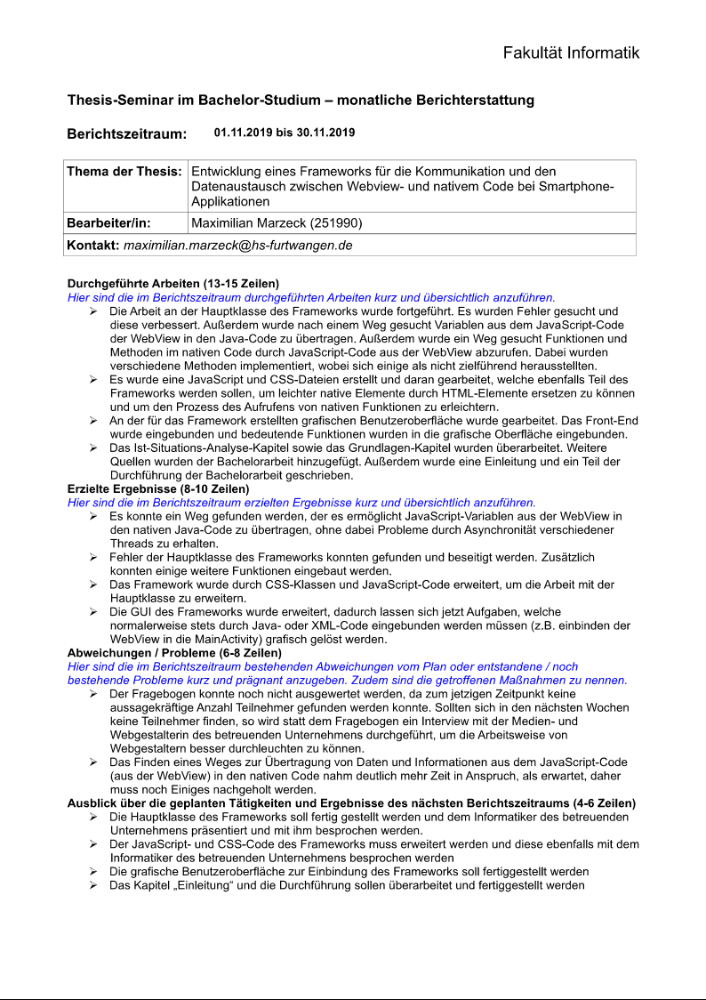 Fakultät Informatik
Thesis-Seminar im Bachelor-Studium – monatliche Berichterstattung
Berichtszeitraum: 01.11.2019 bis 30.11.2019
Thema der Thesis: Entwicklung eines Frameworks für die Kommunikation und den
Datenaustausch zwischen Webview- und nativem Code bei Smartphone-
Applikationen
Bearbeiter/in: Maximilian Marzeck (251990)
Kontakt: maximilian.marzeck@hs-furtwangen.de
Durchgeführte Arbeiten (13-15 Zeilen)
Hier sind die im Berichtszeitraum durchgeführten Arbeiten kurz und übersichtlich anzuführen.
➢ Die Arbeit an der Hauptklasse des Frameworks wurde fortgeführt. Es wurden Fehler gesucht und
diese verbessert. Außerdem wurde nach einem Weg gesucht Variablen aus dem JavaScript-Code
der WebView in den Java-Code zu übertragen. Außerdem wurde ein Weg gesucht Funktionen und
Methoden im nativen Code durch JavaScript-Code aus der WebView abzurufen. Dabei wurden
verschiedene Methoden implementiert, wobei sich einige als nicht zielführend herausstellten.
➢ Es wurde eine JavaScript und CSS-Dateien erstellt und daran gearbeitet, welche ebenfalls Teil des
Frameworks werden sollen, um leichter native Elemente durch HTML-Elemente ersetzen zu können
und um den Prozess des Aufrufens von nativen Funktionen zu erleichtern.
➢ An der für das Framework erstellten grafischen Benutzeroberfläche wurde gearbeitet. Das Front-End
wurde eingebunden und bedeutende Funktionen wurden in die grafische Oberfläche eingebunden.
➢ Das Ist-Situations-Analyse-Kapitel sowie das Grundlagen-Kapitel wurden überarbeitet. Weitere
Quellen wurden der Bachelorarbeit hinzugefügt. Außerdem wurde eine Einleitung und ein Teil der
Durchführung der Bachelorarbeit geschrieben.
Erzielte Ergebnisse (8-10 Zeilen)
Hier sind die im Berichtszeitraum erzielten Ergebnisse kurz und übersichtlich anzuführen.
➢ Es konnte ein Weg gefunden werden, der es ermöglicht JavaScript-Variablen aus der WebView in
den nativen Java-Code zu übertragen, ohne dabei Probleme durch Asynchronität verschiedener
Threads zu erhalten.
➢ Fehler der Hauptklasse des Frameworks konnten gefunden und beseitigt werden. Zusätzlich
konnten einige weitere Funktionen eingebaut werden.
➢ Das Framework wurde durch CSS-Klassen und JavaScript-Code erweitert, um die Arbeit mit der
Hauptklasse zu erweitern.
➢ Die GUI des Frameworks wurde erweitert, dadurch lassen sich jetzt Aufgaben, welche
normalerweise stets durch Java- oder XML-Code eingebunden werden müssen (z.B. einbinden der
WebView in die MainActivity) grafisch gelöst werden.
Abweichungen / Probleme (6-8 Zeilen)
Hier sind die im Berichtszeitraum bestehenden Abweichungen vom Plan oder entstandene / noch
bestehende Probleme kurz und prägnant anzugeben. Zudem sind die getroffenen Maßnahmen zu nennen.
➢ Der Fragebogen konnte noch nicht ausgewertet werden, da zum jetzigen Zeitpunkt keine
aussagekräftige Anzahl Teilnehmer gefunden werden konnte. Sollten sich in den nächsten Wochen
keine Teilnehmer finden, so wird statt dem Fragebogen ein Interview mit der Medien- und
Webgestalterin des betreuenden Unternehmens durchgeführt, um die Arbeitsweise von
Webgestaltern besser durchleuchten zu können.
➢ Das Finden eines Weges zur Übertragung von Daten und Informationen aus dem JavaScript-Code
(aus der WebView) in den nativen Code nahm deutlich mehr Zeit in Anspruch, als erwartet, daher
muss noch Einiges nachgeholt werden.
Ausblick über die geplanten Tätigkeiten und Ergebnisse des nächsten Berichtszeitraums (4-6 Zeilen)
➢ Die Hauptklasse des Frameworks soll fertig gestellt werden und dem Informatiker des betreuenden
Unternehmens präsentiert und mit ihm besprochen werden.
➢ Der JavaScript- und CSS-Code des Frameworks muss erweitert werden und diese ebenfalls mit dem
Informatiker des betreuenden Unternehmens besprochen werden
➢ Die grafische Benutzeroberfläche zur Einbindung des Frameworks soll fertiggestellt werden
➢ Das Kapitel „Einleitung“ und die Durchführung sollen überarbeitet und fertiggestellt werden